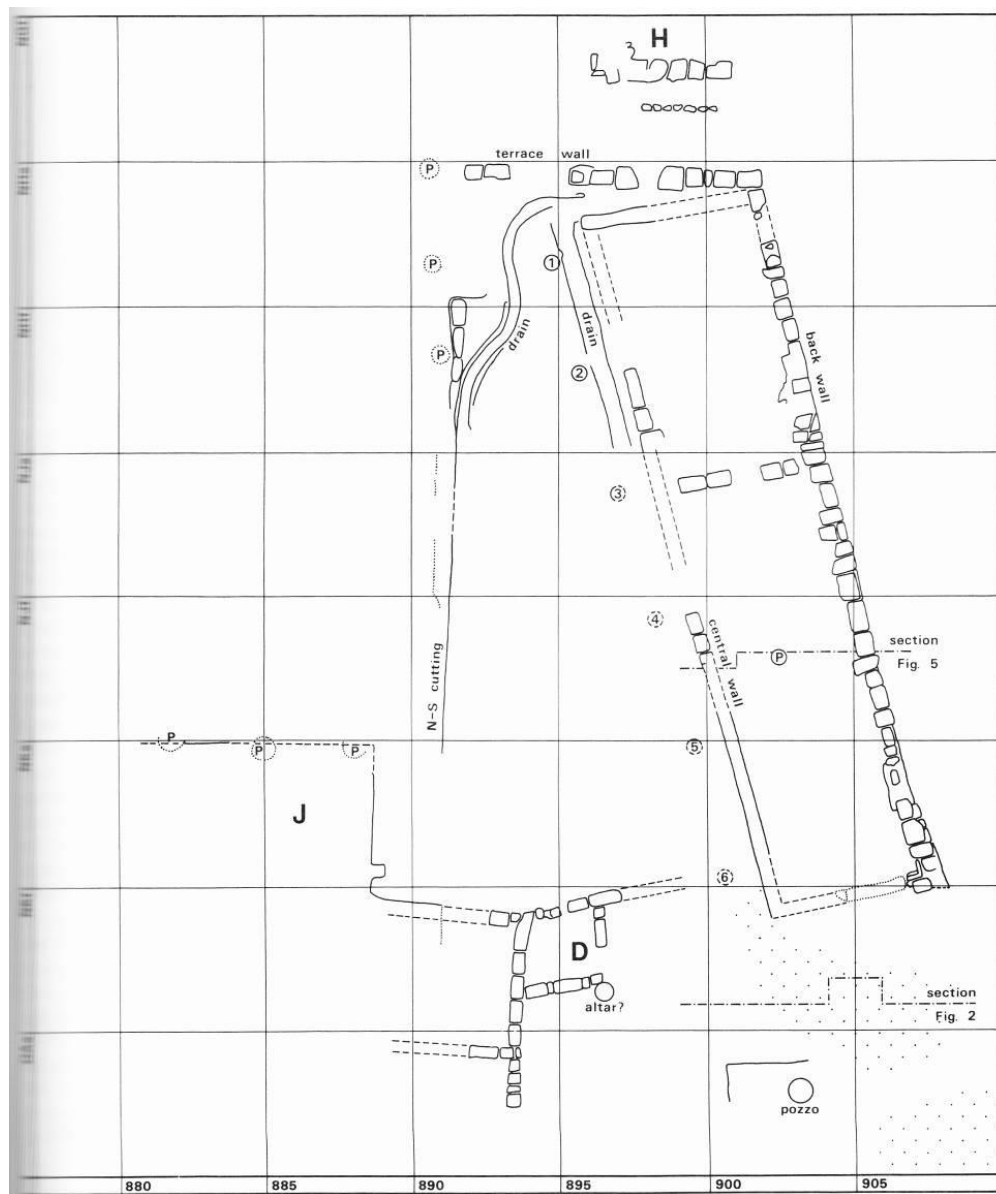 H
terrace wall
P
P
1
drain
drain
back wall
P
2
3
4
central wall
section
P
Fig. 5
N-S cutting
P
P
P
5
J
6
D
altar?
section
Fig. 2
pozzo
880 885 890 895 900 905